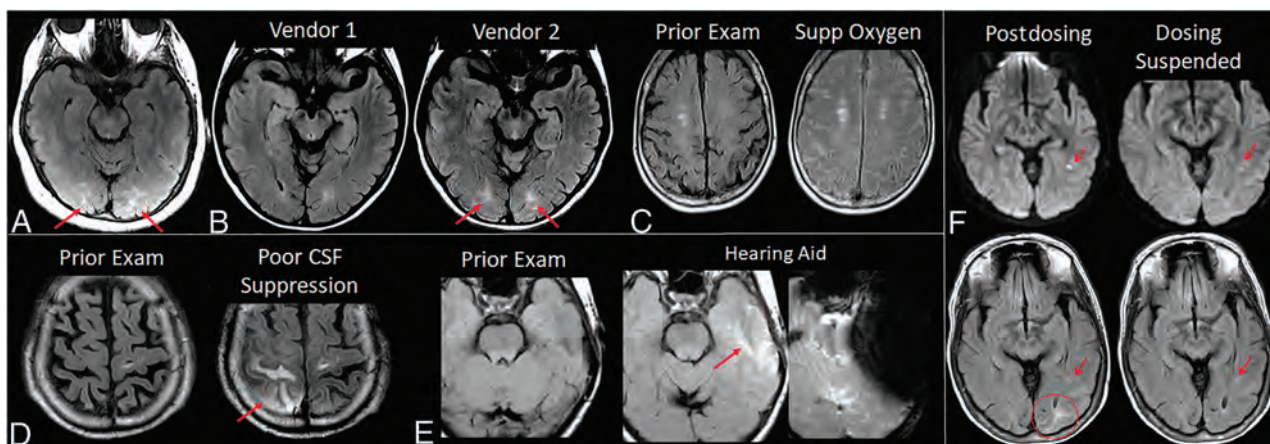 Vendor 1
Vendor 2
Prior Exam
Supp Oxygen
Postdosing
Dosing
Suspended
A
B
C
F
Prior Exam
Poor CSF
Suppression
Prior Exam
Hearing Aid
D
E